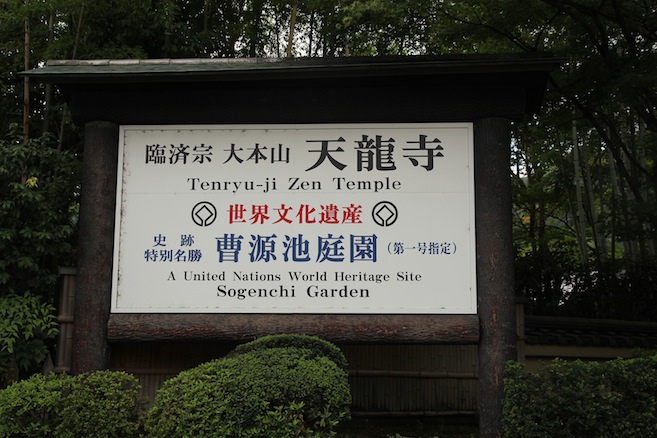 臨済宗 大本山 天龍寺
Tenryu-ji Zen Temple
世界文化遺産
史跡
特別名勝 曹源池庭園 (第一号指定)
A United Nations World Heritage Site
Sogenchi Garden